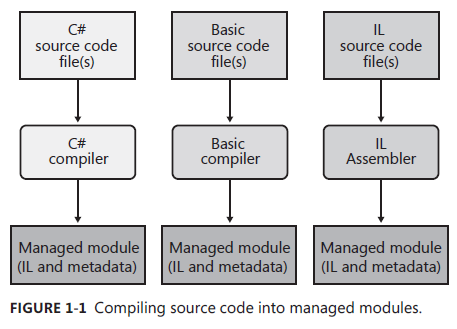 C#
source code
file(s)
Basic
source code
file(s)
IL
source code
file(s)
C#
compiler
Basic
compiler
IL
Assembler
Managed module
(IL and metadata)
Managed module
(IL and metadata)
Managed module
(IL and metadata)
FIGURE 1-1 Compiling source code into managed modules.